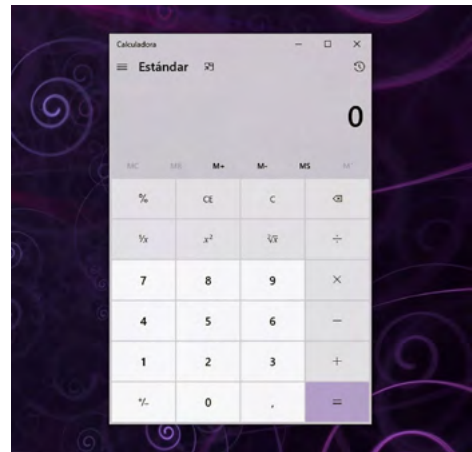 Calculadora
Estándar
0
MC MR M+ M- MS M˅
% CE C
¹/x x² ²√x ÷
7 8 9 ×
4 5 6 −
1 2 3 +
+/− 0 , =